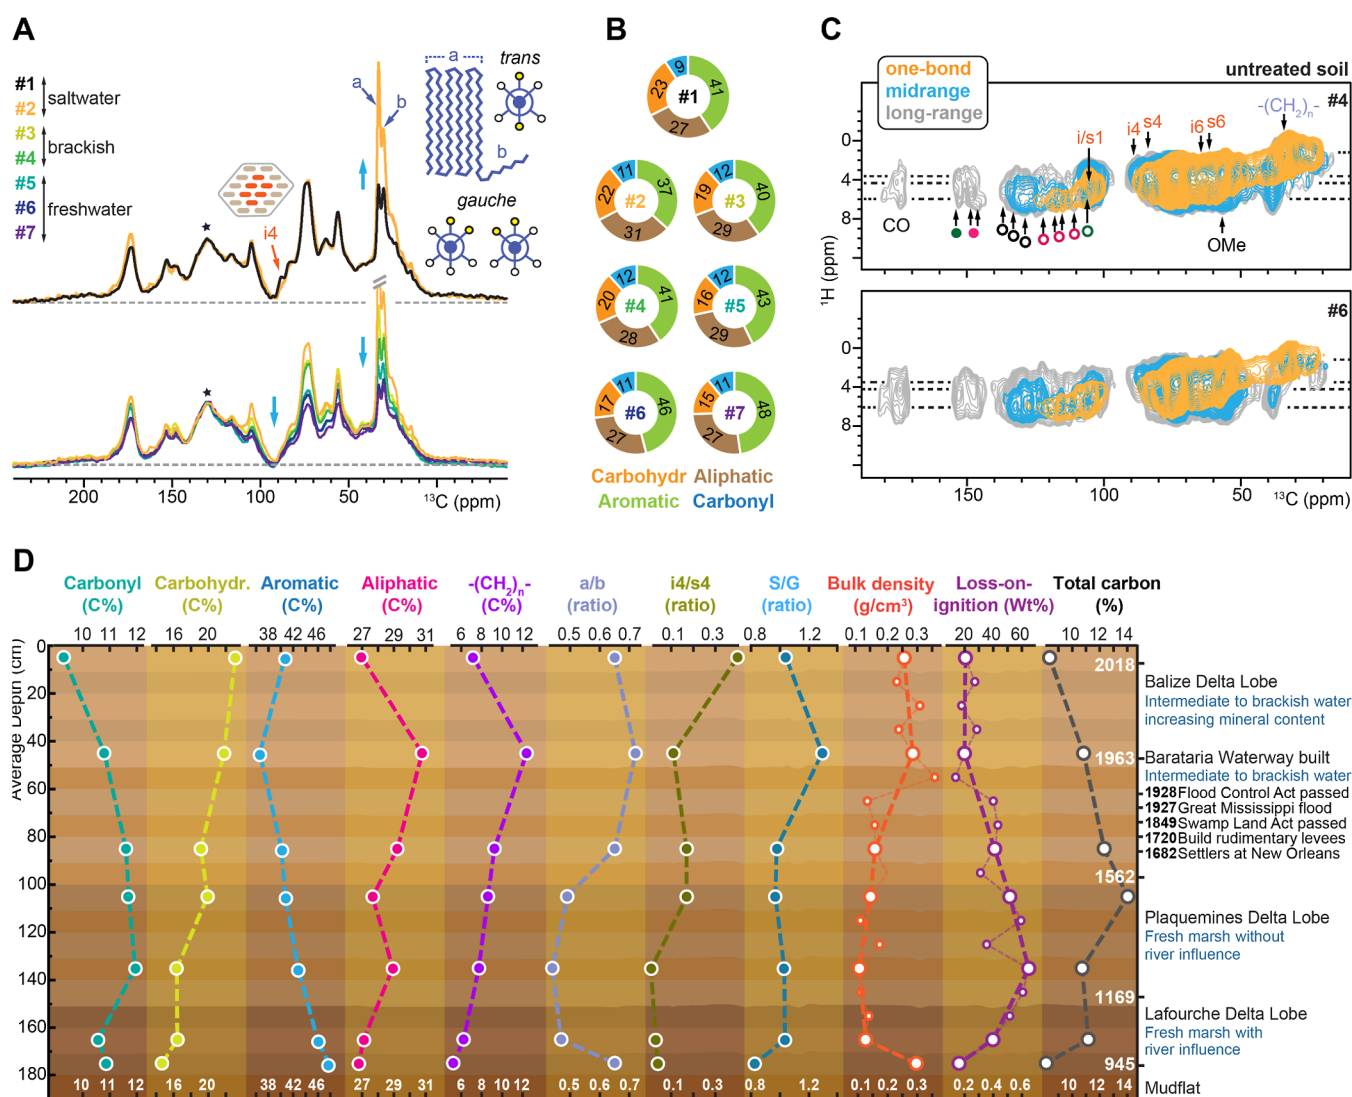 A
#1
#2
#3
#4
#5
#6
#7
saltwater
brackish
freshwater
i4
a
b
a
b
trans
gauche
200
150
100
50
¹³C (ppm)
B
9
41
27
23
#1
11
37
31
22
#2
12
40
29
19
#3
12
41
28
20
#4
12
43
29
16
#5
11
46
27
17
#6
11
48
27
15
#7
Carbohydr Aliphatic
Aromatic Carbonyl
C
one-bond
midrange
long-range
untreated soil
#4
-(CH₂)ₙ-
i4 s4
i6 s6
i/s1
CO
OMe
0
4
8
¹H (ppm)
#6
0
4
8
150
100
50
¹³C (ppm)
D
Carbonyl (C%)
Carbohydr. (C%)
Aromatic (C%)
Aliphatic (C%)
-(CH₂)ₙ- (C%)
a/b (ratio)
i4/s4 (ratio)
S/G (ratio)
Bulk density (g/cm³)
Loss-on-ignition (Wt%)
Total carbon (%)
10 11 12
16 20
38 42 46
27 29 31
6 8 10 12
0.5 0.6 0.7
0.1 0.3
0.8 1.2
0.1 0.2 0.3
20 40 60
10 12 14
Average Depth (cm)
0
20
40
60
80
100
120
140
160
180
2018
1963
1562
1169
945
Balize Delta Lobe
Intermediate to brackish water
increasing mineral content
Barataria Waterway built
Intermediate to brackish water
1928 Flood Control Act passed
1927 Great Mississippi flood
1849 Swamp Land Act passed
1720 Build rudimentary levees
1682 Settlers at New Orleans
Plaquemines Delta Lobe
Fresh marsh without
river influence
Lafourche Delta Lobe
Fresh marsh with
river influence
Mudflat
10 11 12
16 20
38 42 46
27 29 31
6 8 10 12
0.5 0.6 0.7
0.1 0.3
0.8 1.2
0.1 0.2 0.3
0.2 0.4 0.6
10 12 14